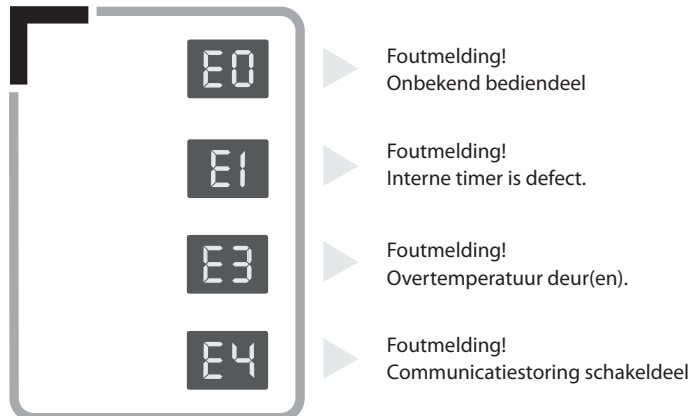 E0
Foutmelding!
Onbekend bediendeel
E1
Foutmelding!
Interne timer is defect.
E3
Foutmelding!
Overtemperatuur deur(en).
E4
Foutmelding!
Communicatiestoring schakeldeel